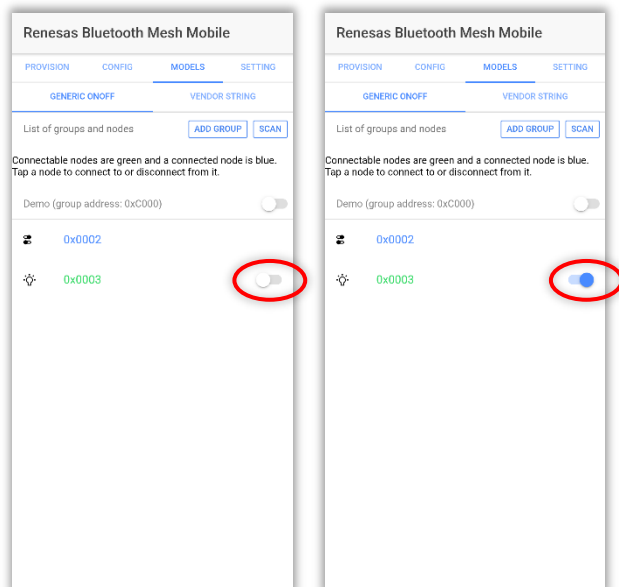 Renesas Bluetooth Mesh Mobile
PROVISION CONFIG MODELS SETTING
GENERIC ONOFF VENDOR STRING
List of groups and nodes ADD GROUP SCAN
Connectable nodes are green and a connected node is blue.
Tap a node to connect to or disconnect from it.
Demo (group address: 0xC000)
0x0002
0x0003
Renesas Bluetooth Mesh Mobile
PROVISION CONFIG MODELS SETTING
GENERIC ONOFF VENDOR STRING
List of groups and nodes ADD GROUP SCAN
Connectable nodes are green and a connected node is blue.
Tap a node to connect to or disconnect from it.
Demo (group address: 0xC000)
0x0002
0x0003